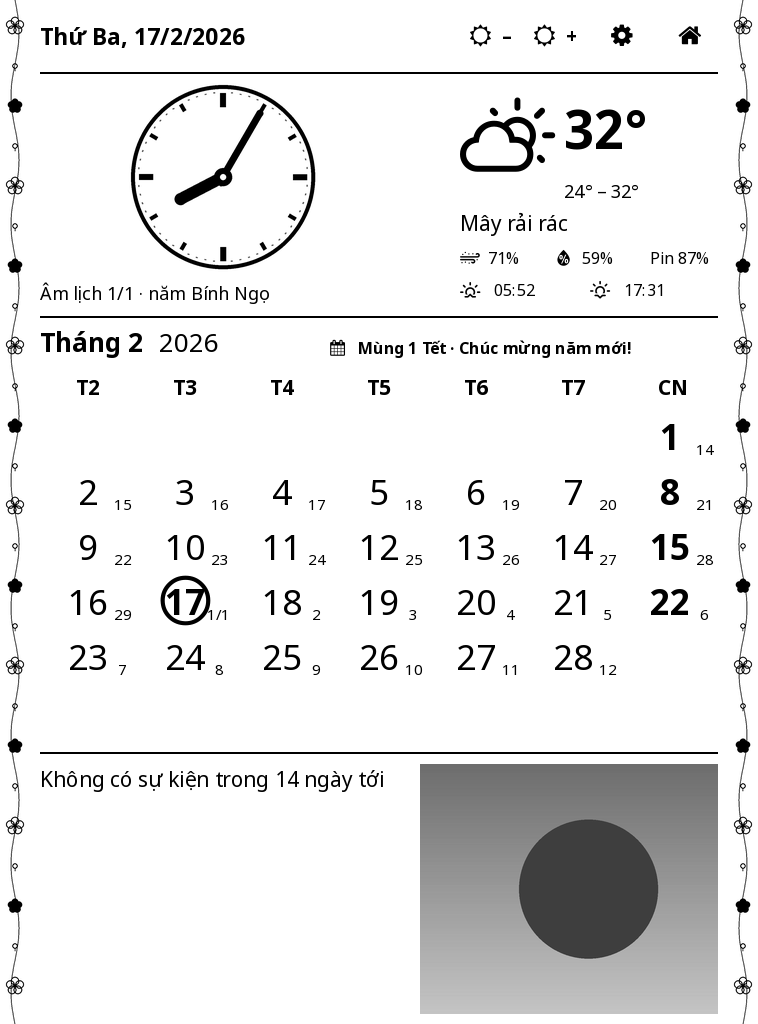 Thứ Ba, 17/2/2026
– +
32°
24° – 32°
Mây rải rác
71% 59% Pin 87%
05:52 17:31
Âm lịch 1/1 · năm Bính Ngọ
Tháng 2 2026 Mùng 1 Tết · Chúc mừng năm mới!
T2 T3 T4 T5 T6 T7 CN
1 14
2 15 3 16 4 17 5 18 6 19 7 20 8 21
9 22 10 23 11 24 12 25 13 26 14 27 15 28
16 29 17 1/1 18 2 19 3 20 4 21 5 22 6
23 7 24 8 25 9 26 10 27 11 28 12
Không có sự kiện trong 14 ngày tới